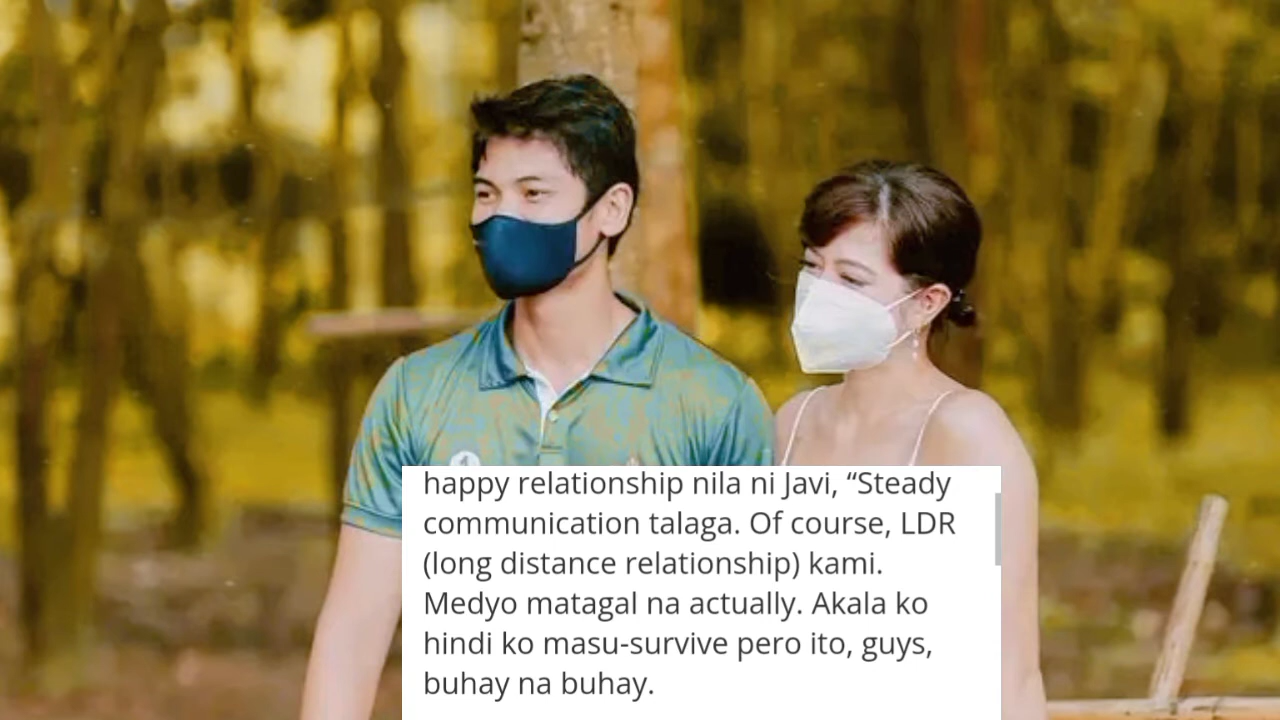 happy relationship nila ni Javi, “Steady
communication talaga. Of course, LDR
(long distance relationship) kami.
Medyo matagal na actually. Akala ko
hindi ko masu-survive pero ito, guys,
buhay na buhay.